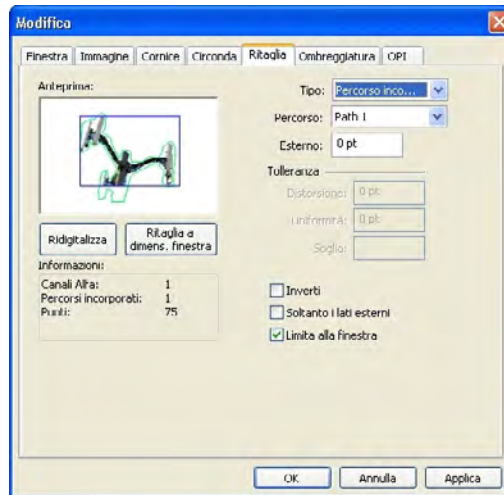 Modifica
Finestra Immagine Cornice Circonda Ritaglia Ombreggiatura OPI
Anteprima:
Tipo: Percorso inco...
Percorso: Path 1
Esterno: 0 pt
Tolleranza
Distorsione: 0 pt
Uniformità: 0 pt
Soglia:
Ridigitalizza
Ritaglia a
dimens. finestra
Informazioni:
Canali Alfa: 1
Percorsi incorporati: 1
Punti: 75
Inverti
Soltanto i lati esterni
Limita alla finestra
OK Annulla Applica